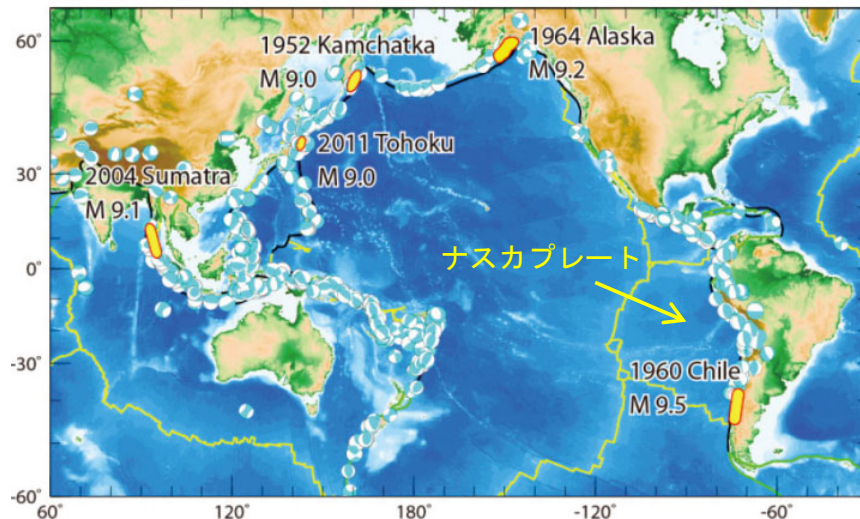 60°
1952 Kamchatka
M 9.0
1964 Alaska
M 9.2
2011 Tohoku
M 9.0
30°
2004 Sumatra
M 9.1
0°
ナスカプレート
-30°
1960 Chile
M 9.5
-60°
60°
120°
180°
-120°
-60°